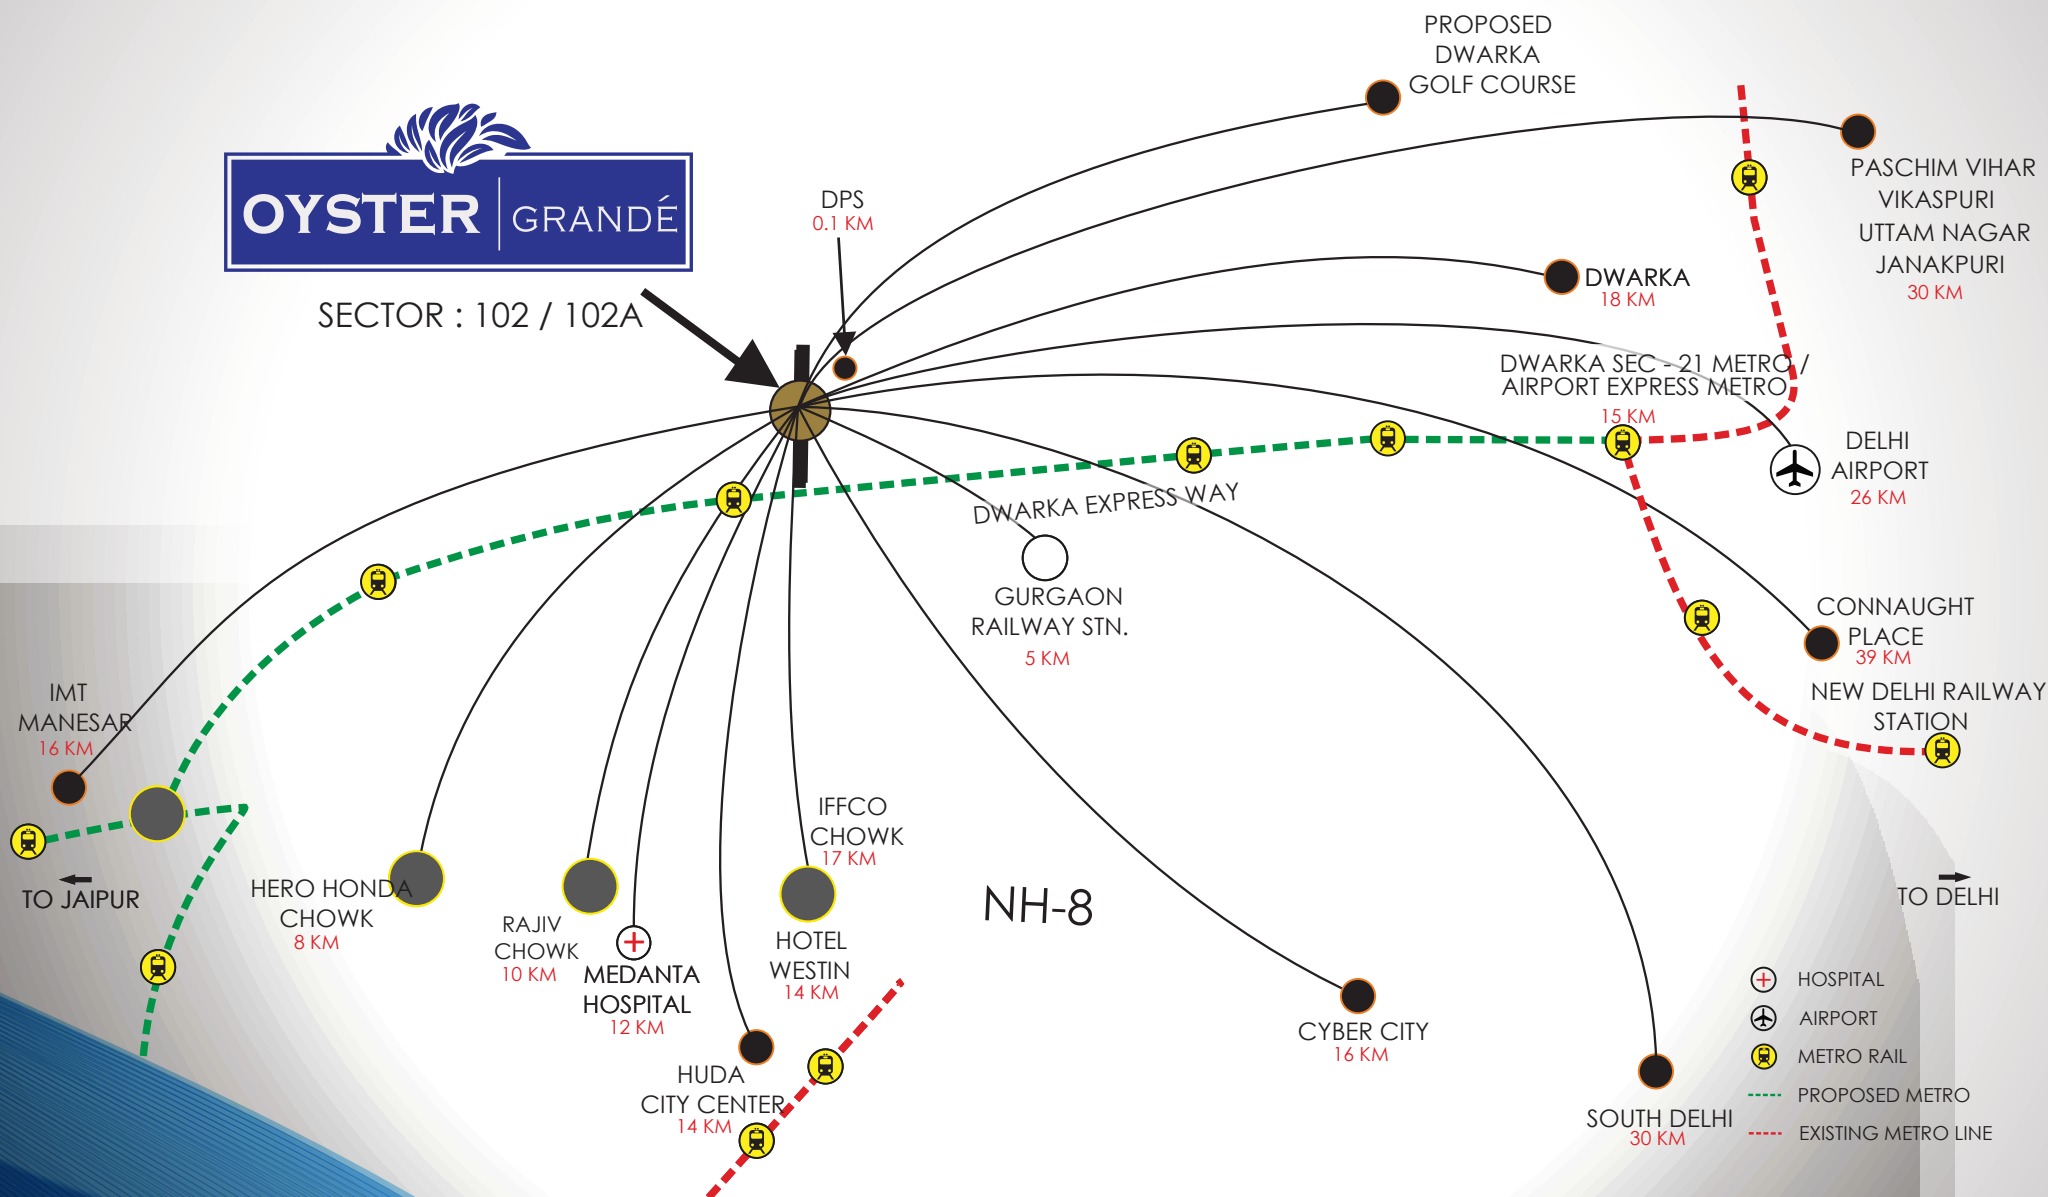 PROPOSED
DWARKA
GOLF COURSE
OYSTER GRANDÉ
SECTOR : 102 / 102A
DPS
0.1 KM
PASCHIM VIHAR
VIKASPURI
UTTAM NAGAR
JANAKPURI
30 KM
DWARKA
18 KM
DWARKA SEC - 21 METRO /
AIRPORT EXPRESS METRO
15 KM
DELHI
AIRPORT
26 KM
DWARKA EXPRESS WAY
GURGAON
RAILWAY STN.
5 KM
CONNAUGHT
PLACE
39 KM
NEW DELHI RAILWAY
STATION
IMT
MANESAR
16 KM
TO JAIPUR
HERO HONDA
CHOWK
8 KM
RAJIV
CHOWK
10 KM
MEDANTA
HOSPITAL
12 KM
IFFCO
CHOWK
17 KM
HOTEL
WESTIN
14 KM
HUDA
CITY CENTER
14 KM
NH-8
CYBER CITY
16 KM
SOUTH DELHI
30 KM
TO DELHI
HOSPITAL
AIRPORT
METRO RAIL
PROPOSED METRO
EXISTING METRO LINE